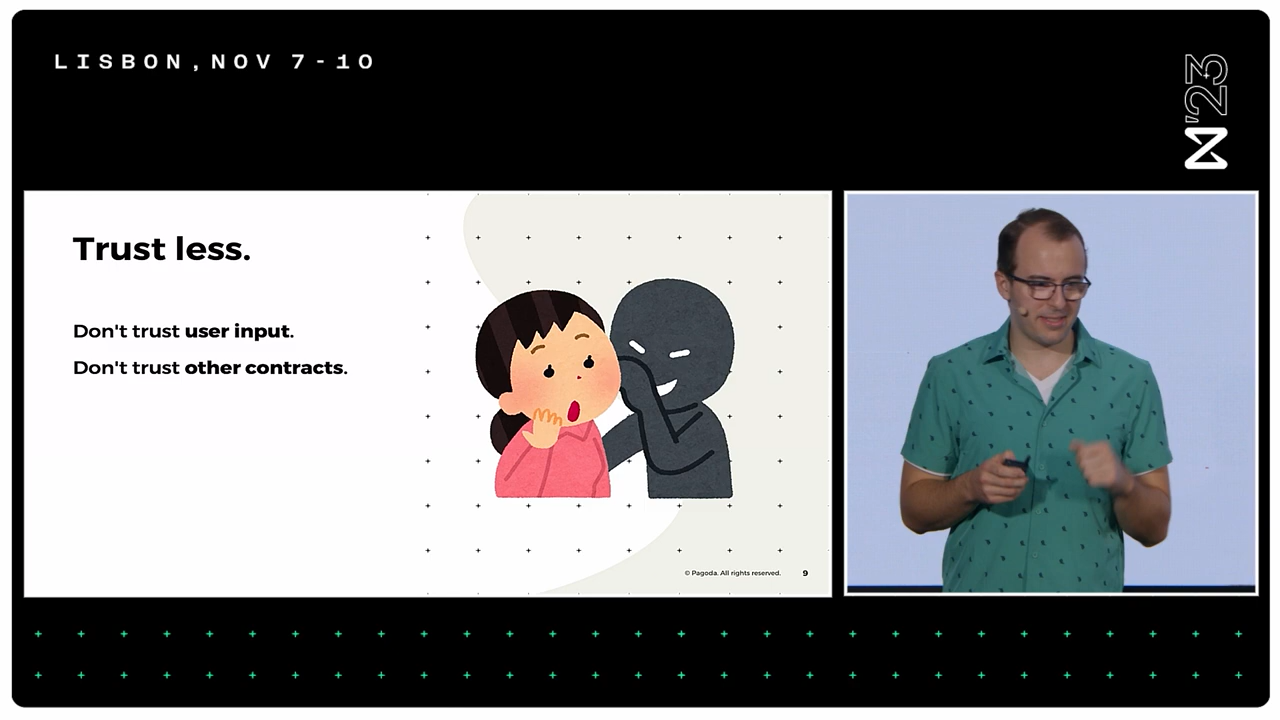 LISBON, NOV 7-10
'23
Trust less.
Don't trust user input.
Don't trust other contracts.
© Pagoda. All rights reserved.
9